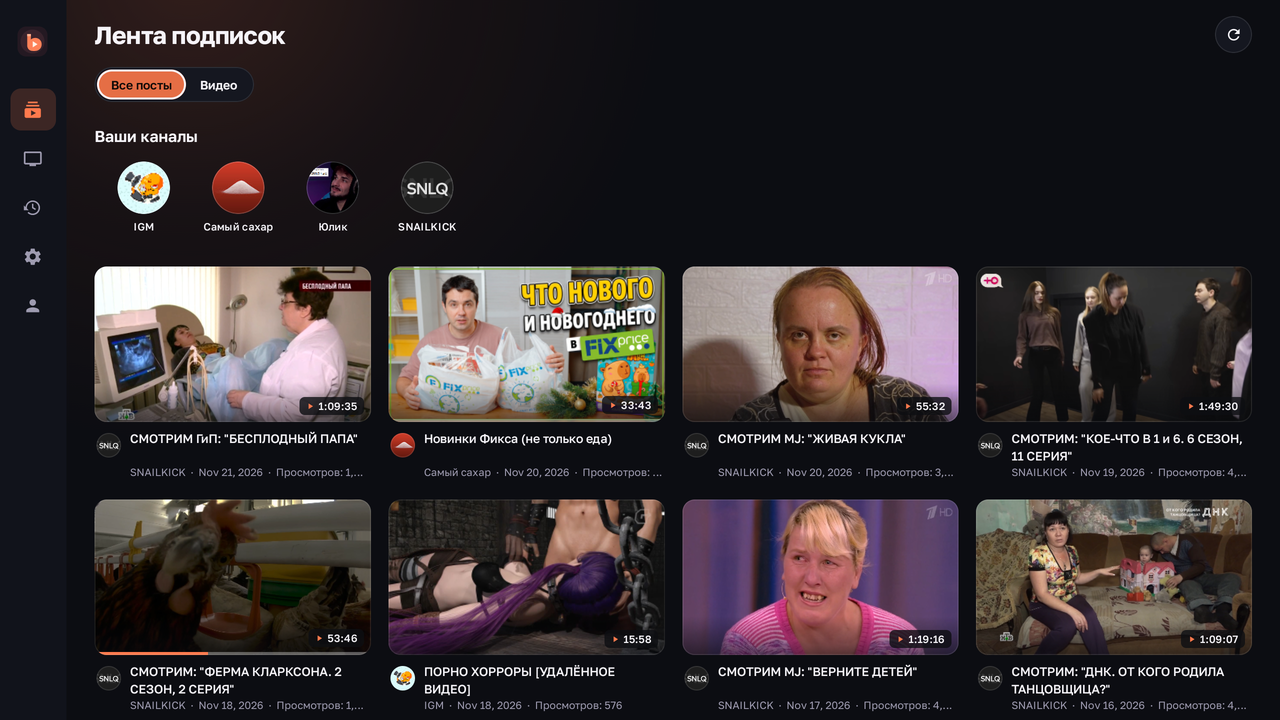 Лента подписок
Все посты
Видео
Ваши каналы
SNLQ
IGM
Самый сахар
Юлик
SNAILKICK
БЕСПЛОДНЫЙ ПАПА
1:09:35
ЧТО НОВОГО
И НОВОГОДНЕГО
В FIX price
33:43
HD
55:32
Ю
1:49:30
SNLQ
СМОТРИМ ГиП: "БЕСПЛОДНЫЙ ПАПА"
SNAILKICK · Nov 21, 2026 · Просмотров: 1,...
Новинки Фикса (не только еда)
Самый сахар · Nov 20, 2026 · Просмотров: ...
SNLQ
СМОТРИМ MJ: "ЖИВАЯ КУКЛА"
SNAILKICK · Nov 20, 2026 · Просмотров: 3,...
SNLQ
СМОТРИМ: "КОЕ-ЧТО В 1 и 6. 6 СЕЗОН,
11 СЕРИЯ"
SNAILKICK · Nov 19, 2026 · Просмотров: 4,...
53:46
15:58
HD
1:19:16
ДНК
1:09:07
SNLQ
СМОТРИМ: "ФЕРМА КЛАРКСОНА. 2
СЕЗОН, 2 СЕРИЯ"
SNAILKICK · Nov 18, 2026 · Просмотров: 1,...
ПОРНО ХОРРОРЫ [УДАЛЁННОЕ
ВИДЕО]
IGM · Nov 18, 2026 · Просмотров: 576
SNLQ
СМОТРИМ MJ: "ВЕРНИТЕ ДЕТЕЙ"
SNAILKICK · Nov 17, 2026 · Просмотров: 4,...
SNLQ
СМОТРИМ: "ДНК. ОТ КОГО РОДИЛА
ТАНЦОВЩИЦА?"
SNAILKICK · Nov 16, 2026 · Просмотров: 4,...